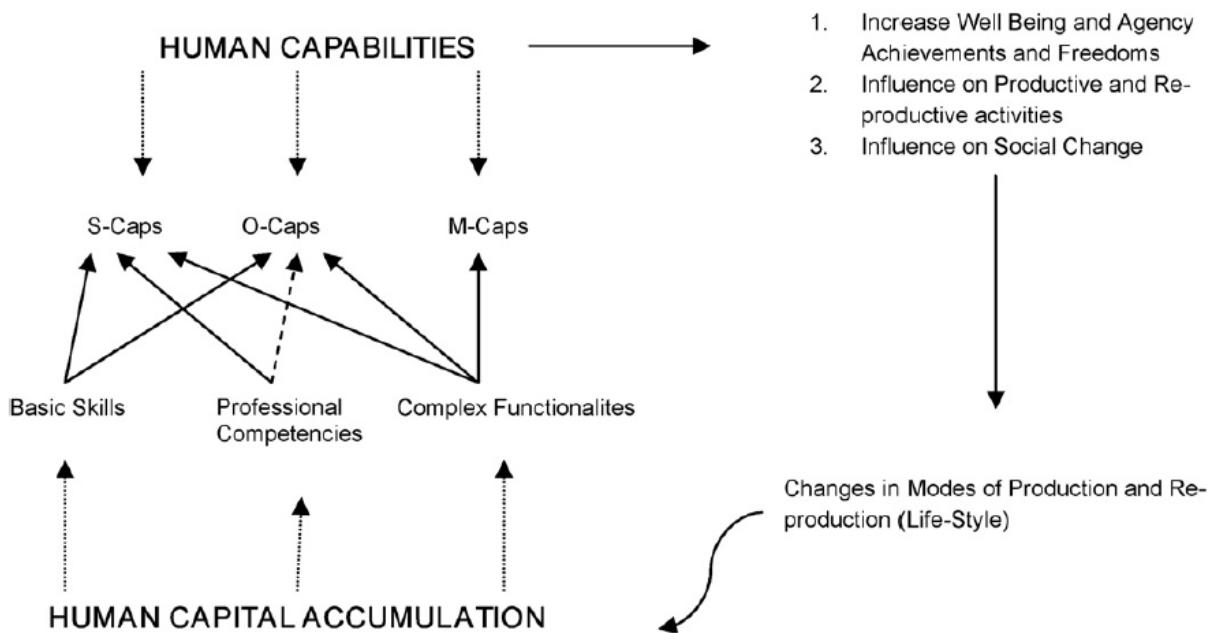 HUMAN CAPABILITIES
1. Increase Well Being and Agency
Achievements and Freedoms
2. Influence on Productive and Re-
productive activities
3. Influence on Social Change
S-Caps O-Caps M-Caps
Basic Skills Professional Complex Functionalites
Competencies
Changes in Modes of Production and Re-
production (Life-Style)
HUMAN CAPITAL ACCUMULATION